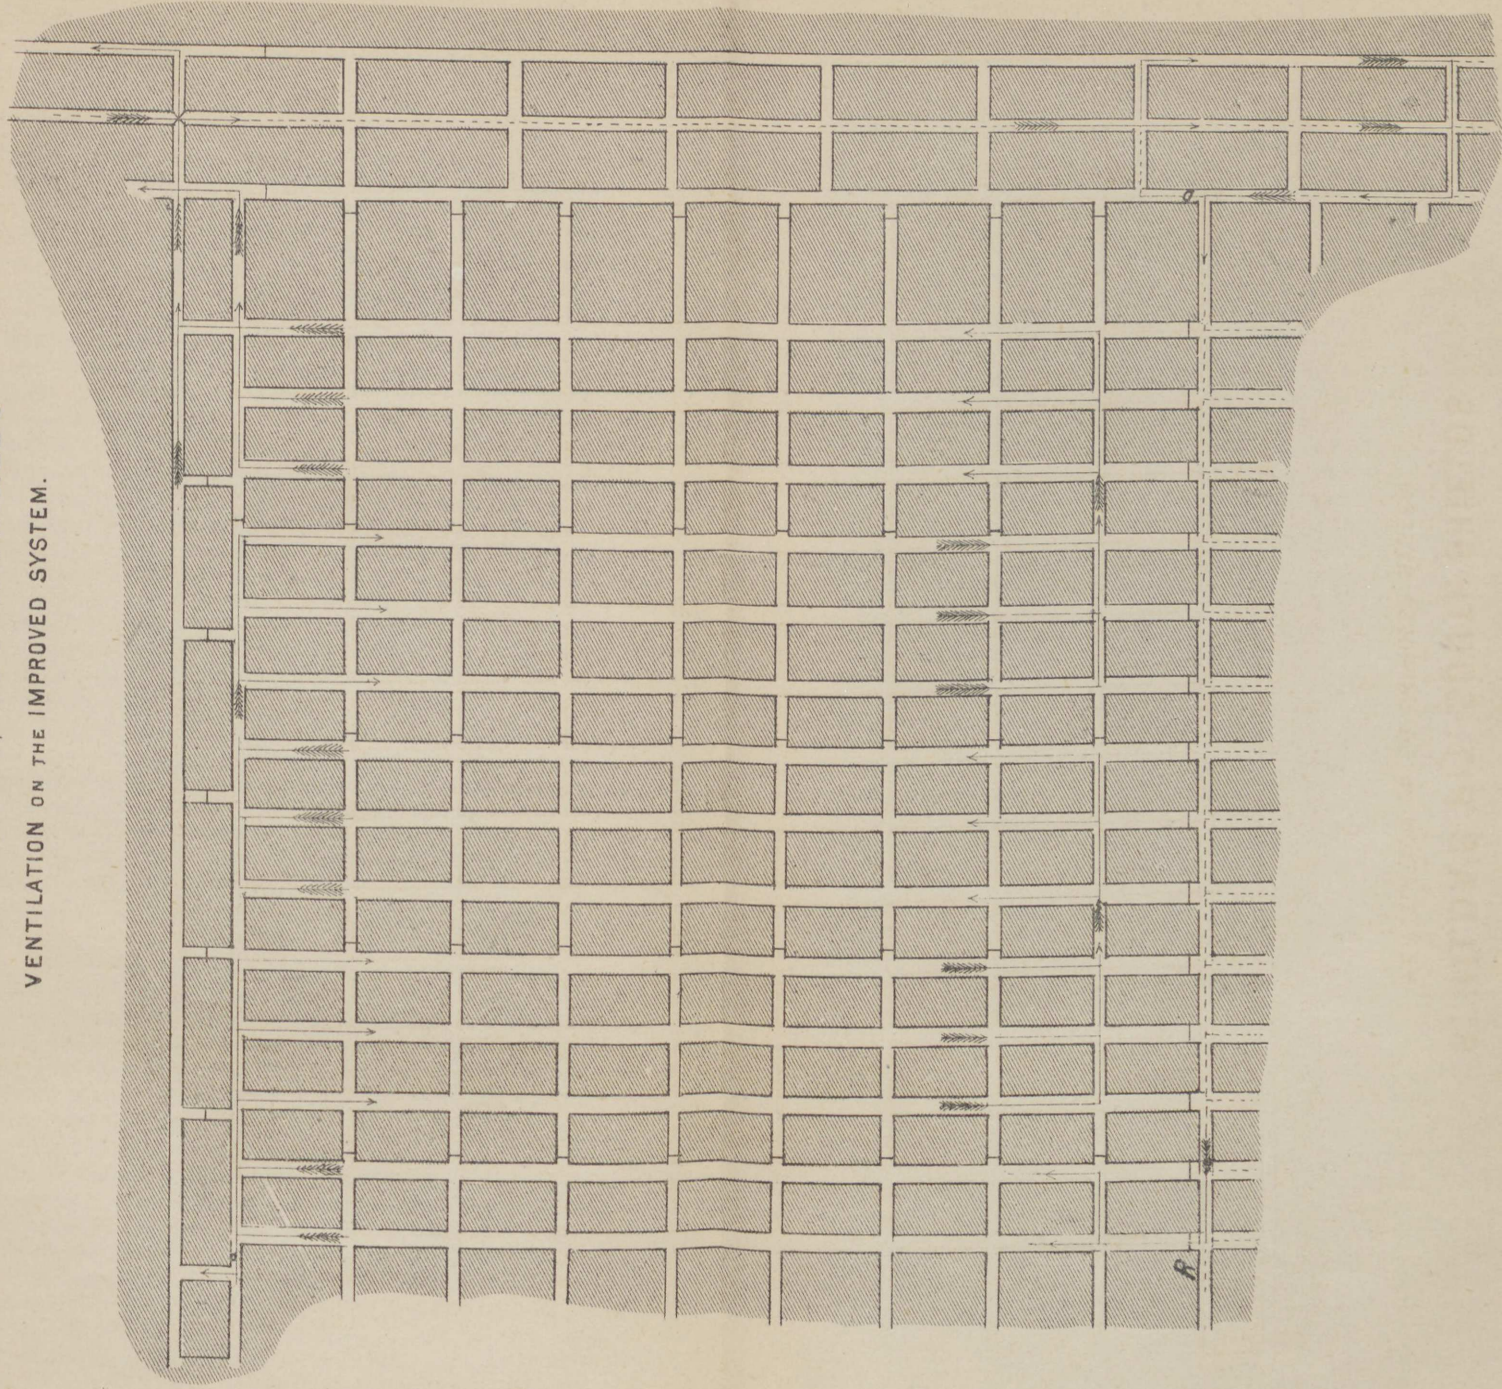 VENTILATION ON THE IMPROVED SYSTEM.
R